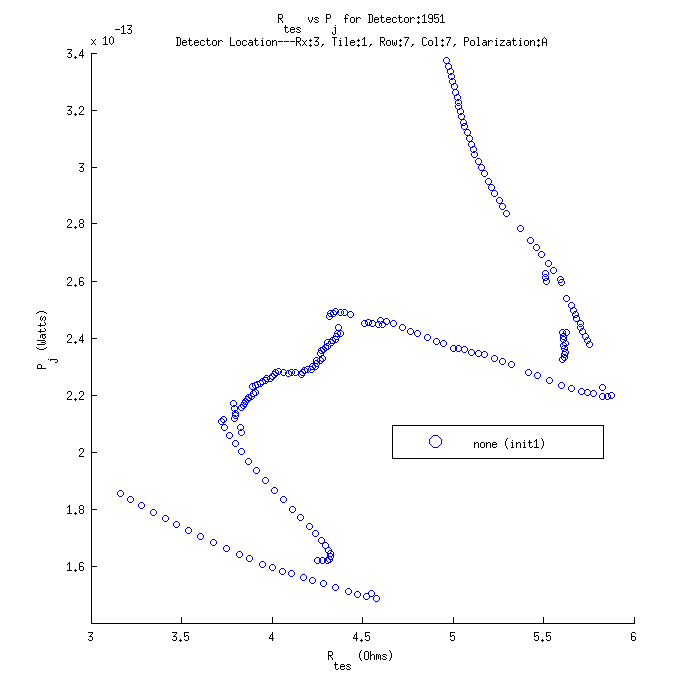 R_tes vs P_j for Detector:1951
Detector Location---Rx:3, Tile:1, Row:7, Col:7, Polarization:A
x 10^-13
3.4
3.2
3
2.8
2.6
2.4
2.2
2
1.8
1.6
P_j (Watts)
none (init1)
3 3.5 4 4.5 5 5.5 6
R_tes (Ohms)